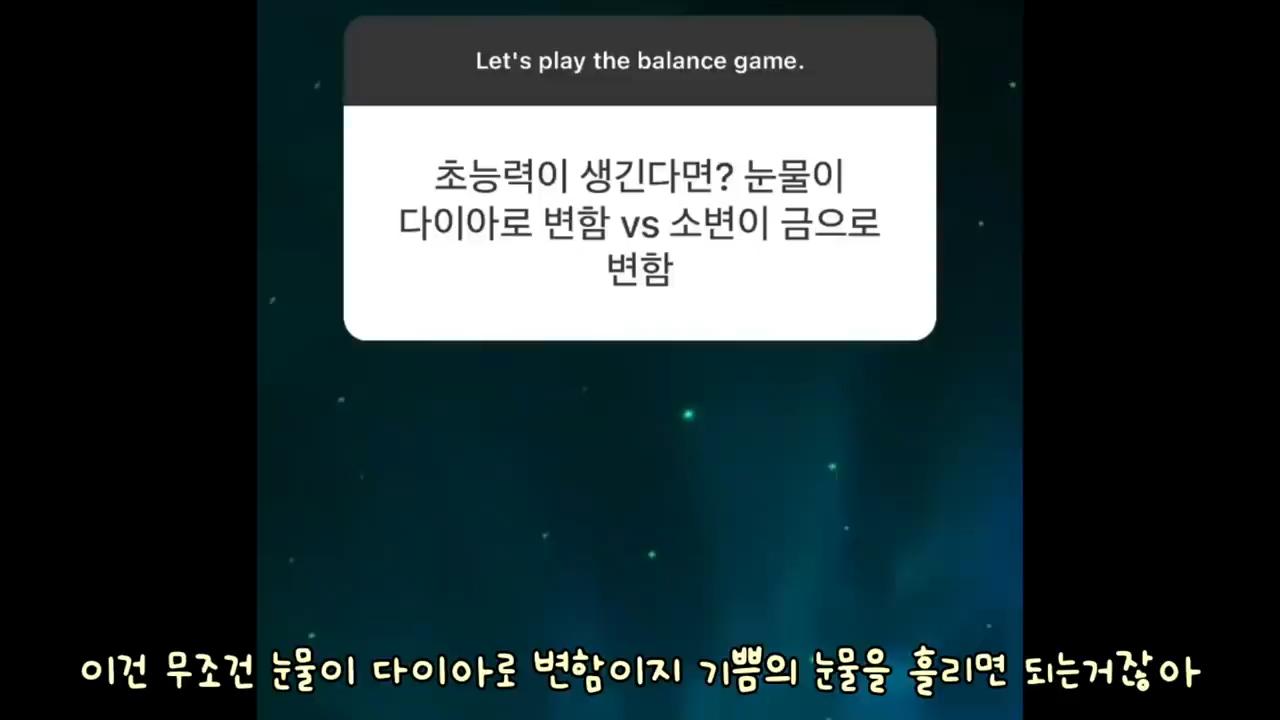 Let's play the balance game.
초능력이 생긴다면? 눈물이
다이아로 변함 vs 소변이 금으로
변함
이건 무조건 눈물이 다이아로 변함이지 기쁨의 눈물을 흘리면 되는거잖아